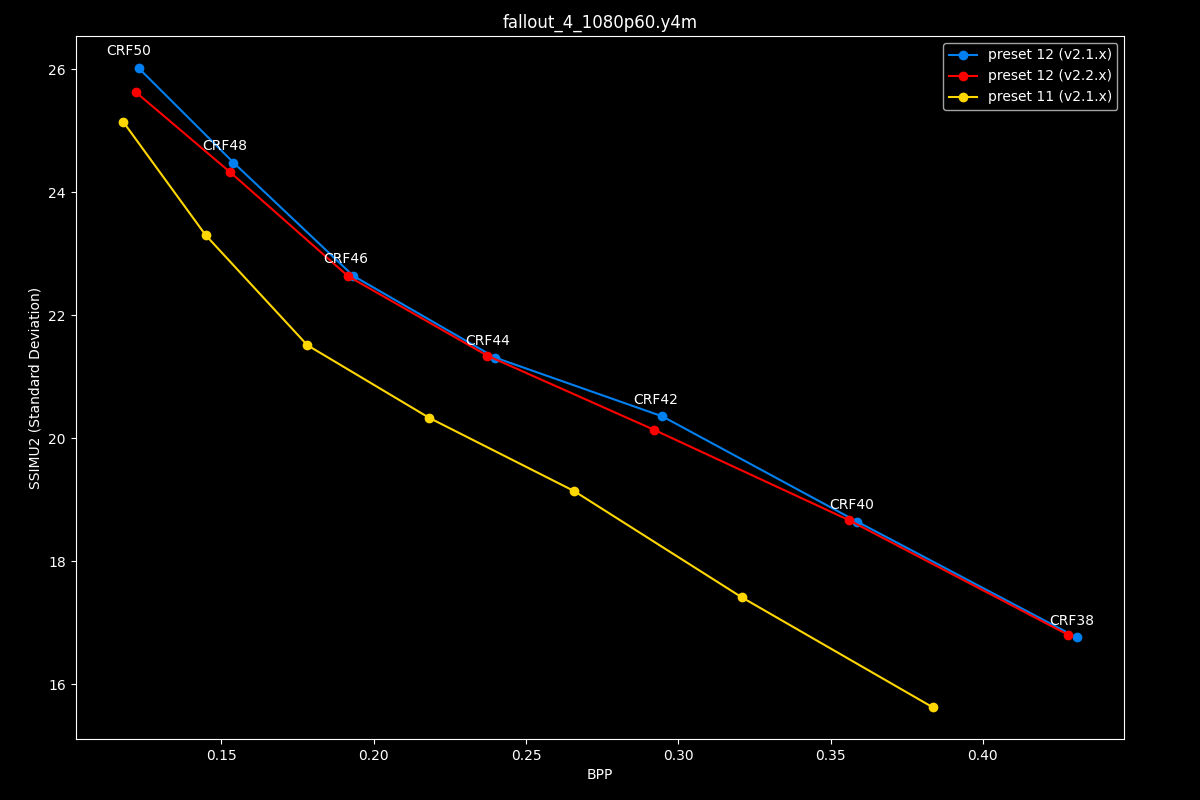 fallout_4_1080p60.y4m
preset 12 (v2.1.x)
preset 12 (v2.2.x)
preset 11 (v2.1.x)
CRF50
CRF48
CRF46
CRF44
CRF42
CRF40
CRF38
SSIMU2 (Standard Deviation)
26
24
22
20
18
16
0.15
0.20
0.25
0.30
0.35
0.40
BPP